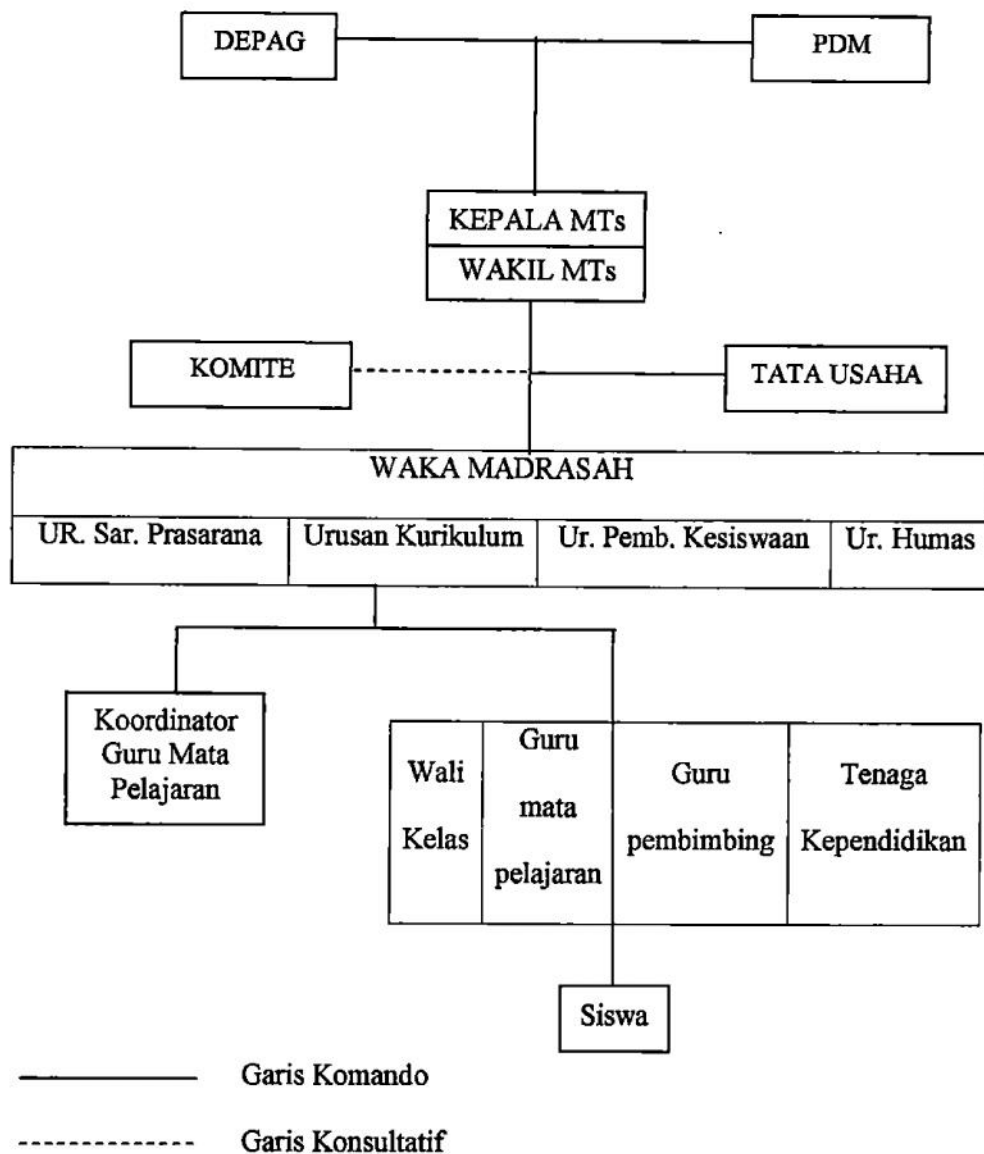 DEPAG
PDM
KEPALA MTs
WAKIL MTs
KOMITE
TATA USAHA
WAKA MADRASAH
UR. Sar. Prasarana
Urusan Kurikulum
Ur. Pemb. Kesiswaan
Ur. Humas
Koordinator
Guru Mata
Pelajaran
Wali
Kelas
Guru
mata
pelajaran
Guru
pembimbing
Tenaga
Kependidikan
Siswa
Garis Komando
Garis Konsultatif